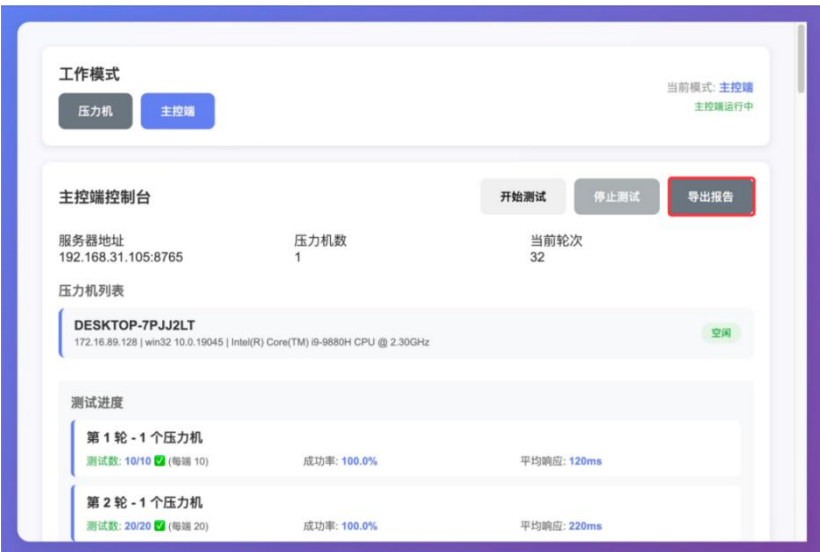 工作模式
压力机 主控端
当前模式: 主控端
主控端运行中
主控端控制台
开始测试 停止测试 导出报告
服务器地址 压力机数 当前轮次
192.168.31.105:8765 1 32
压力机列表
DESKTOP-7PJJ2LT
172.16.89.128 | win32 10.0.19045 | Intel(R) Core(TM) i9-9880H CPU @ 2.30GHz
空闲
测试进度
第 1 轮 - 1 个压力机
测试数: 10/10 ✅ (每端 10) 成功率: 100.0% 平均响应: 120ms
第 2 轮 - 1 个压力机
测试数: 20/20 ✅ (每端 20) 成功率: 100.0% 平均响应: 220ms